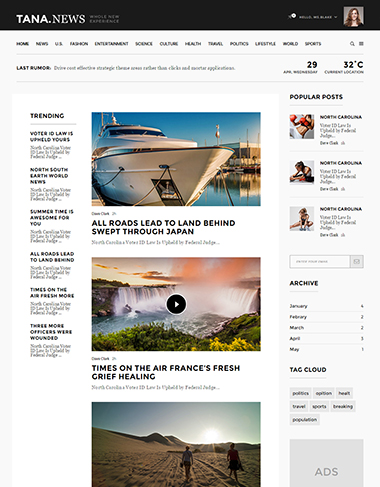 TANA.NEWS
WHOLE NEW
EXPERIENCE
HELLO, MS.BLAKE
HOME NEWS U.S. FASHION ENTERTAINMENT SCIENCE CULTURE HEALTH TRAVEL POLITICS LIFESTYLE WORLD SPORTS
LAST RUMOR: Drive cost effective strategic theme areas rather than clicks and mortar applications.
29
APR, WEDNESDAY
32°C
CURRENT LOCATION
TRENDING
VOTER ID LAW IS
UPHELD YOURS
North Carolina Voter
ID Law Is Upheld by
Federal Judge...
NORTH SOUTH
EARTH WORLD
NEWS
North Carolina Voter
ID Law Is Upheld by
Federal Judge...
SUMMER TIME IS
AWESOME FOR
YOU
North Carolina Voter
ID Law Is Upheld by
Federal Judge...
ALL ROADS LEAD
TO LAND BEHIND
North Carolina Voter
ID Law Is Upheld by
Federal Judge...
TIMES ON THE
AIR FRESH MORE
North Carolina Voter
ID Law Is Upheld by
Federal Judge...
THREE MORE
OFFICERS WERE
WOUNDED
North Carolina Voter
ID Law Is Upheld by
Federal Judge...
Dave Clark 2h
ALL ROADS LEAD TO LAND BEHIND
SWEPT THROUGH JAPAN
North Carolina Voter ID Law Is Upheld by Federal Judge...
Dave Clark 2h
TIMES ON THE AIR FRANCE'S FRESH
GRIEF HEALING
North Carolina Voter ID Law Is Upheld by Federal Judge...
POPULAR POSTS
NORTH CAROLINA
Voter ID Law Is
Upheld by Federal
Judge...
Dave Clark 4h
NORTH CAROLINA
Voter ID Law Is
Upheld by Federal
Judge...
Dave Clark 4h
NORTH CAROLINA
Voter ID Law Is
Upheld by Federal
Judge...
Dave Clark 4h
ENTER YOUR EMAIL
ARCHIVE
January 4
February 2
March 2
April 3
May 1
TAG CLOUD
politics option healt
travel sports breaking
population
ADS